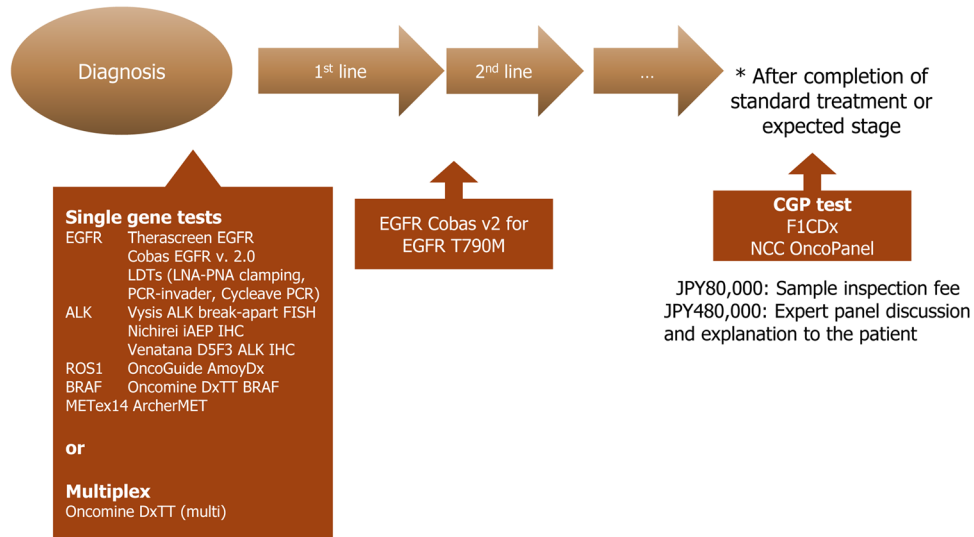 Diagnosis
1st line
2nd line
...
* After completion of
standard treatment or
expected stage
Single gene tests
EGFR Therascreen EGFR
Cobas EGFR v. 2.0
LDTs (LNA-PNA clamping,
PCR-invader, Cycleave PCR)
ALK Vysis ALK break-apart FISH
Nichirei iAEP IHC
Venatana D5F3 ALK IHC
ROS1 OncoGuide AmoyDx
BRAF Oncomine DxTT BRAF
METex14 ArcherMET
or
Multiplex
Oncomine DxTT (multi)
EGFR Cobas v2 for
EGFR T790M
CGP test
F1CDx
NCC OncoPanel
JPY80,000: Sample inspection fee
JPY480,000: Expert panel discussion
and explanation to the patient